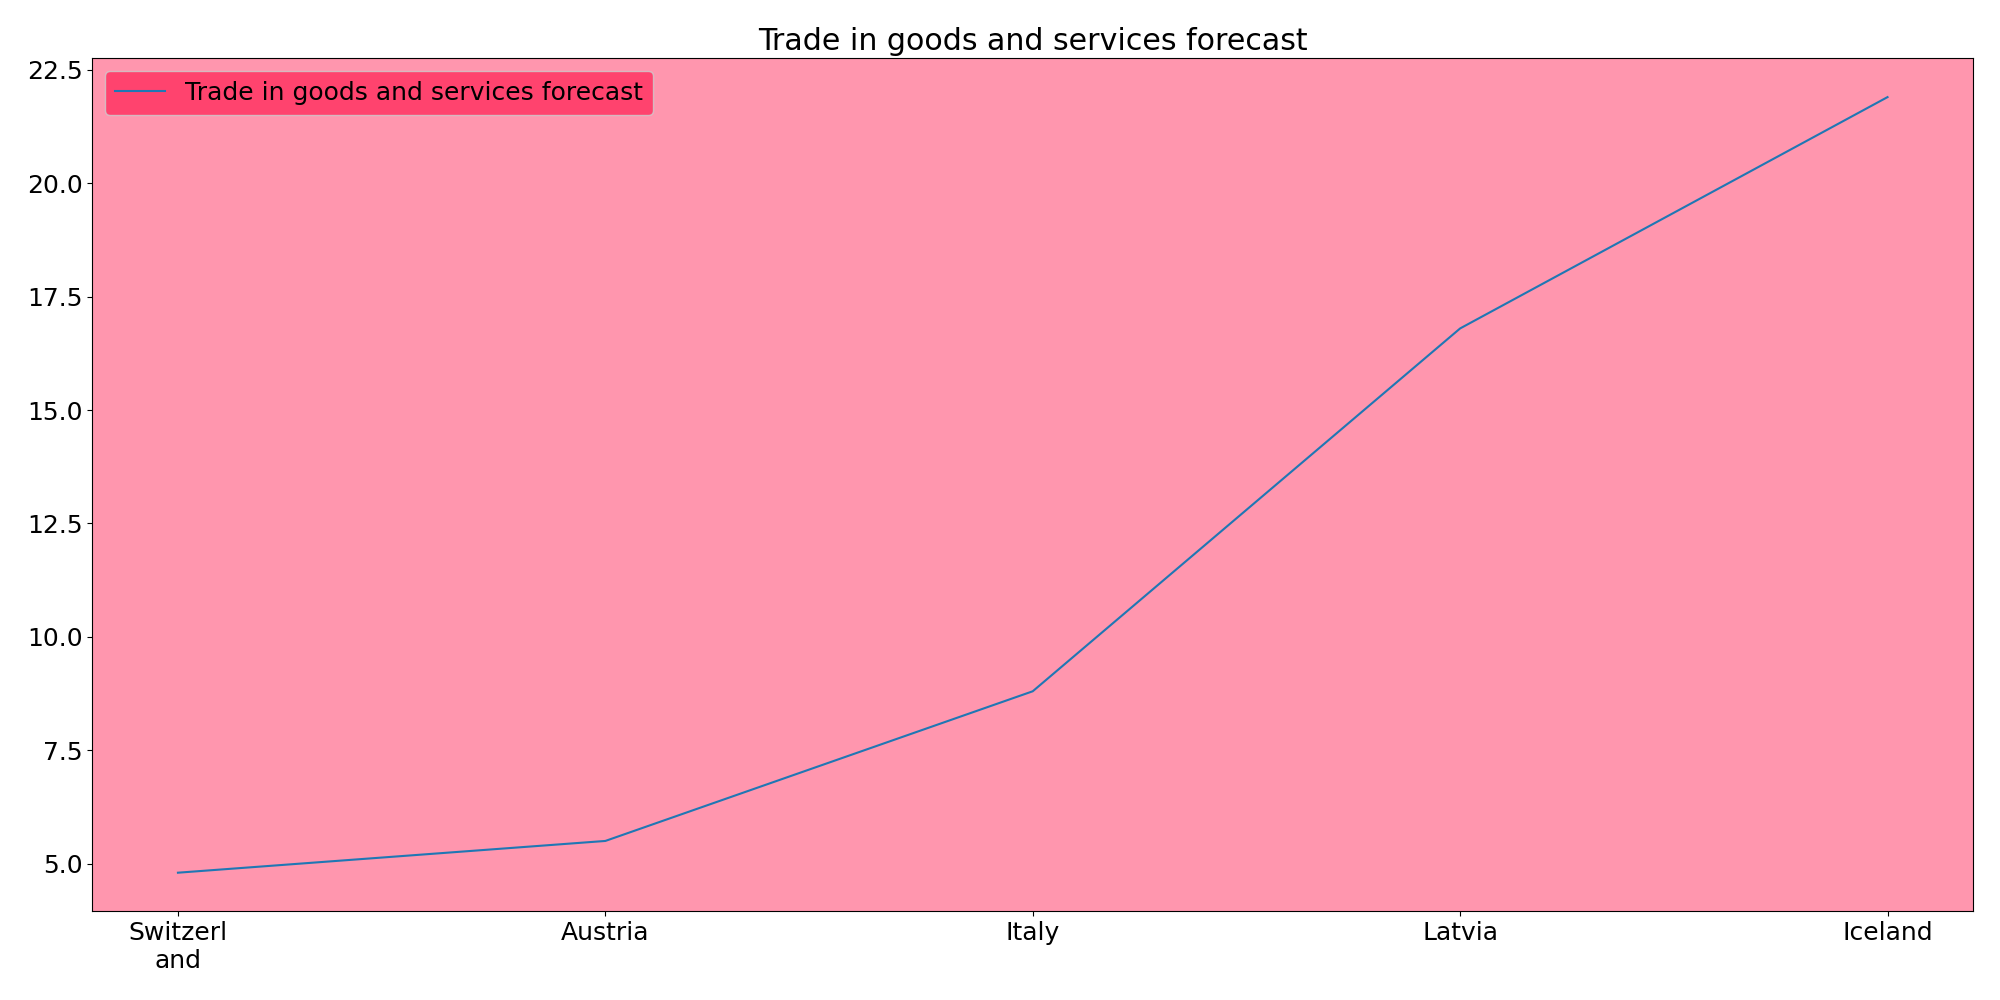 Trade in goods and services forecast
22.5
Trade in goods and services forecast
20.0
17.5
15.0
12.5
10.0
7.5
5.0
Switzerl
and
Austria
Italy
Latvia
Iceland